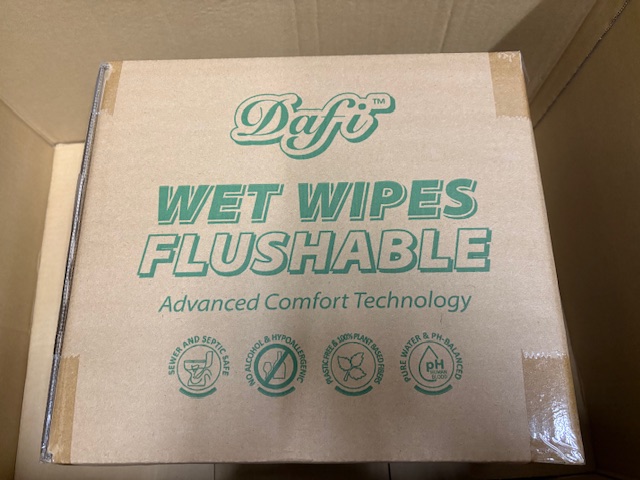 Dafi™
WET WIPES
FLUSHABLE
Advanced Comfort Technology
SEWER AND SEPTIC SAFE
NO ALCOHOL & HYPOALLERGENIC
PLASTIC FREE & 100% PLANT BASED FIBERS
PURE WATER & PH-BALANCED
pH